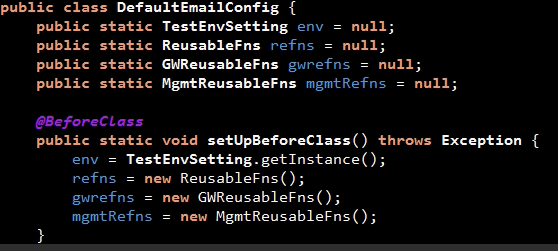 public class DefaultEmailConfig {
public static TestEnvSetting env = null;
public static ReusableFns refns = null;
public static GWReusableFns gwrefns = null;
public static MgmtReusableFns mgmtRefns = null;
@BeforeClass
public static void setUpBeforeClass() throws Exception {
env = TestEnvSetting.getInstance();
refns = new ReusableFns();
gwrefns = new GWReusableFns();
mgmtRefns = new MgmtReusableFns();
}